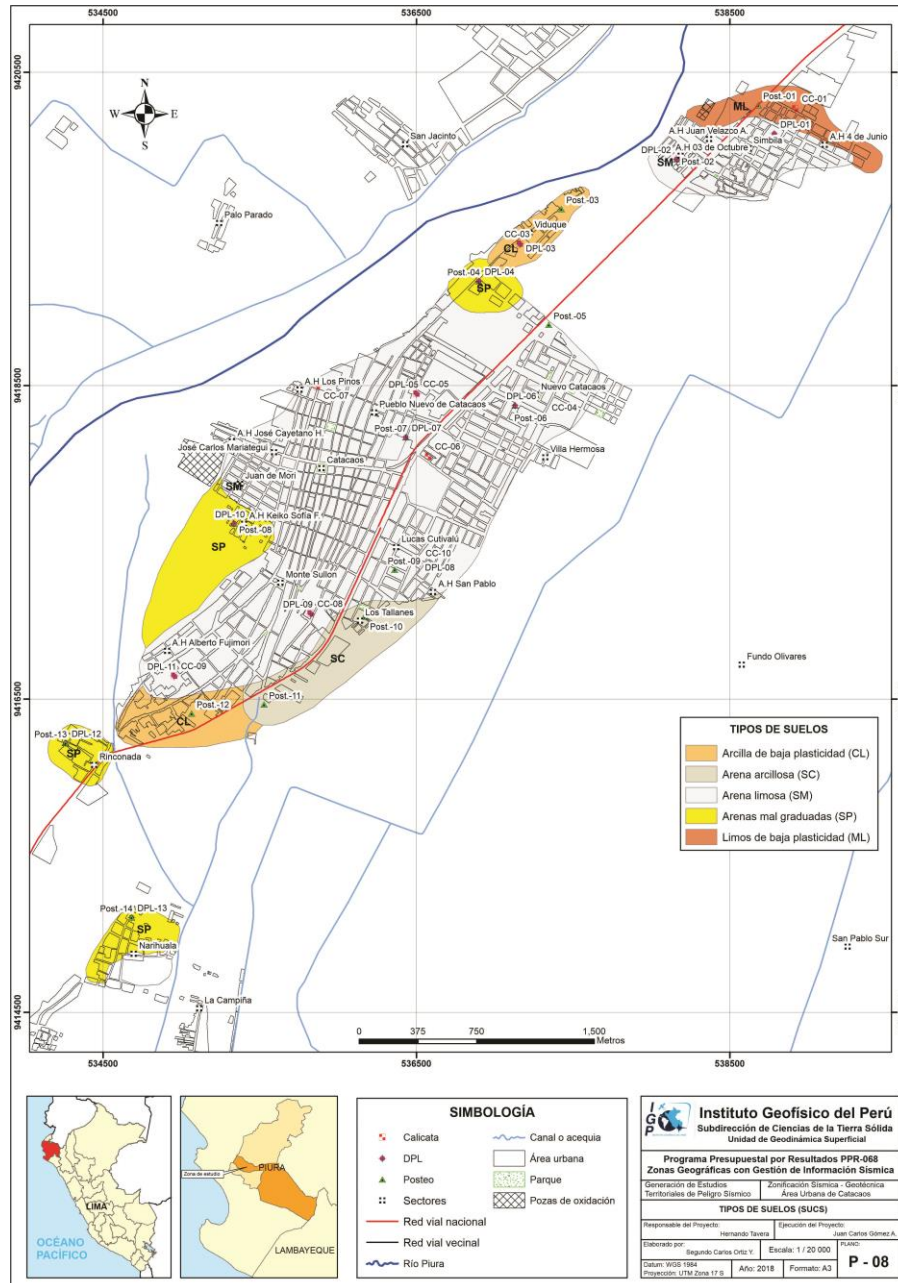 534500
536500
538500
9420500
9418500
9416500
9414500
N
W E
S
San Jacinto
Palo Parado
ML
Post.-01
CC-01
DPL-01
A.H Juan Velazco A.
Simbila
A.H 4 de Junio
DPL-02
A.H 03 de Octubre
SM
Post.-02
Post.-03
Viduque
CC-03
CL
DPL-03
Post.-04
DPL-04
SP
Post.-05
A.H Los Pinos
CC-07
DPL-05
CC-05
Pueblo Nuevo de Catacaos
DPL-06
Nuevo Catacaos
CC-04
Post.-06
Post.-07
DPL-07
CC-06
A.H José Cayetano H.
José Carlos Mariategui
Catacaos
Villa Hermosa
Juan de Mori
SM
DPL-10
A.H Keiko Sofía F.
Post.-08
SP
Lucas Cutivalú
CC-10
Post.-09
DPL-08
Monte Sullon
A.H San Pablo
DPL-09
CC-08
Los Tallanes
Post.-10
A.H Alberto Fujimori
SC
DPL-11
CC-09
Fundo Olivares
Post.-11
Post.-12
CL
Post.-13
DPL-12
SP
Rinconada
Post.-14
DPL-13
SP
Narihuala
La Campiña
San Pablo Sur
TIPOS DE SUELOS
Arcilla de baja plasticidad (CL)
Arena arcillosa (SC)
Arena limosa (SM)
Arenas mal graduadas (SP)
Limos de baja plasticidad (ML)
0 375 750 1,500
Metros
534500
536500
538500
LIMA
OCÉANO
PACÍFICO
Zona de estudio
PIURA
LAMBAYEQUE
SIMBOLOGÍA
Calicata
DPL
Posteo
Sectores
Red vial nacional
Red vial vecinal
Río Piura
Canal o acequia
Área urbana
Parque
Pozas de oxidación
IGP
Instituto Geofísico del Perú
Subdirección de Ciencias de la Tierra Sólida
Unidad de Geodinámica Superficial
Programa Presupuestal por Resultados PPR-068
Zonas Geográficas con Gestión de Información Sísmica
Generación de Estudios
Territoriales de Peligro Sísmico
Zonificación Sísmica - Geotécnica
Área Urbana de Catacaos
TIPOS DE SUELOS (SUCS)
Responsable del Proyecto:
Hernando Tavera
Ejecución del Proyecto:
Juan Carlos Gómez A.
Elaborado por:
Segundo Carlos Ortiz Y.
Escala: 1 / 20 000
PLANO:
P - 08
Datum: WGS 1984
Proyección: UTM Zona 17 S
Año: 2018
Formato: A3